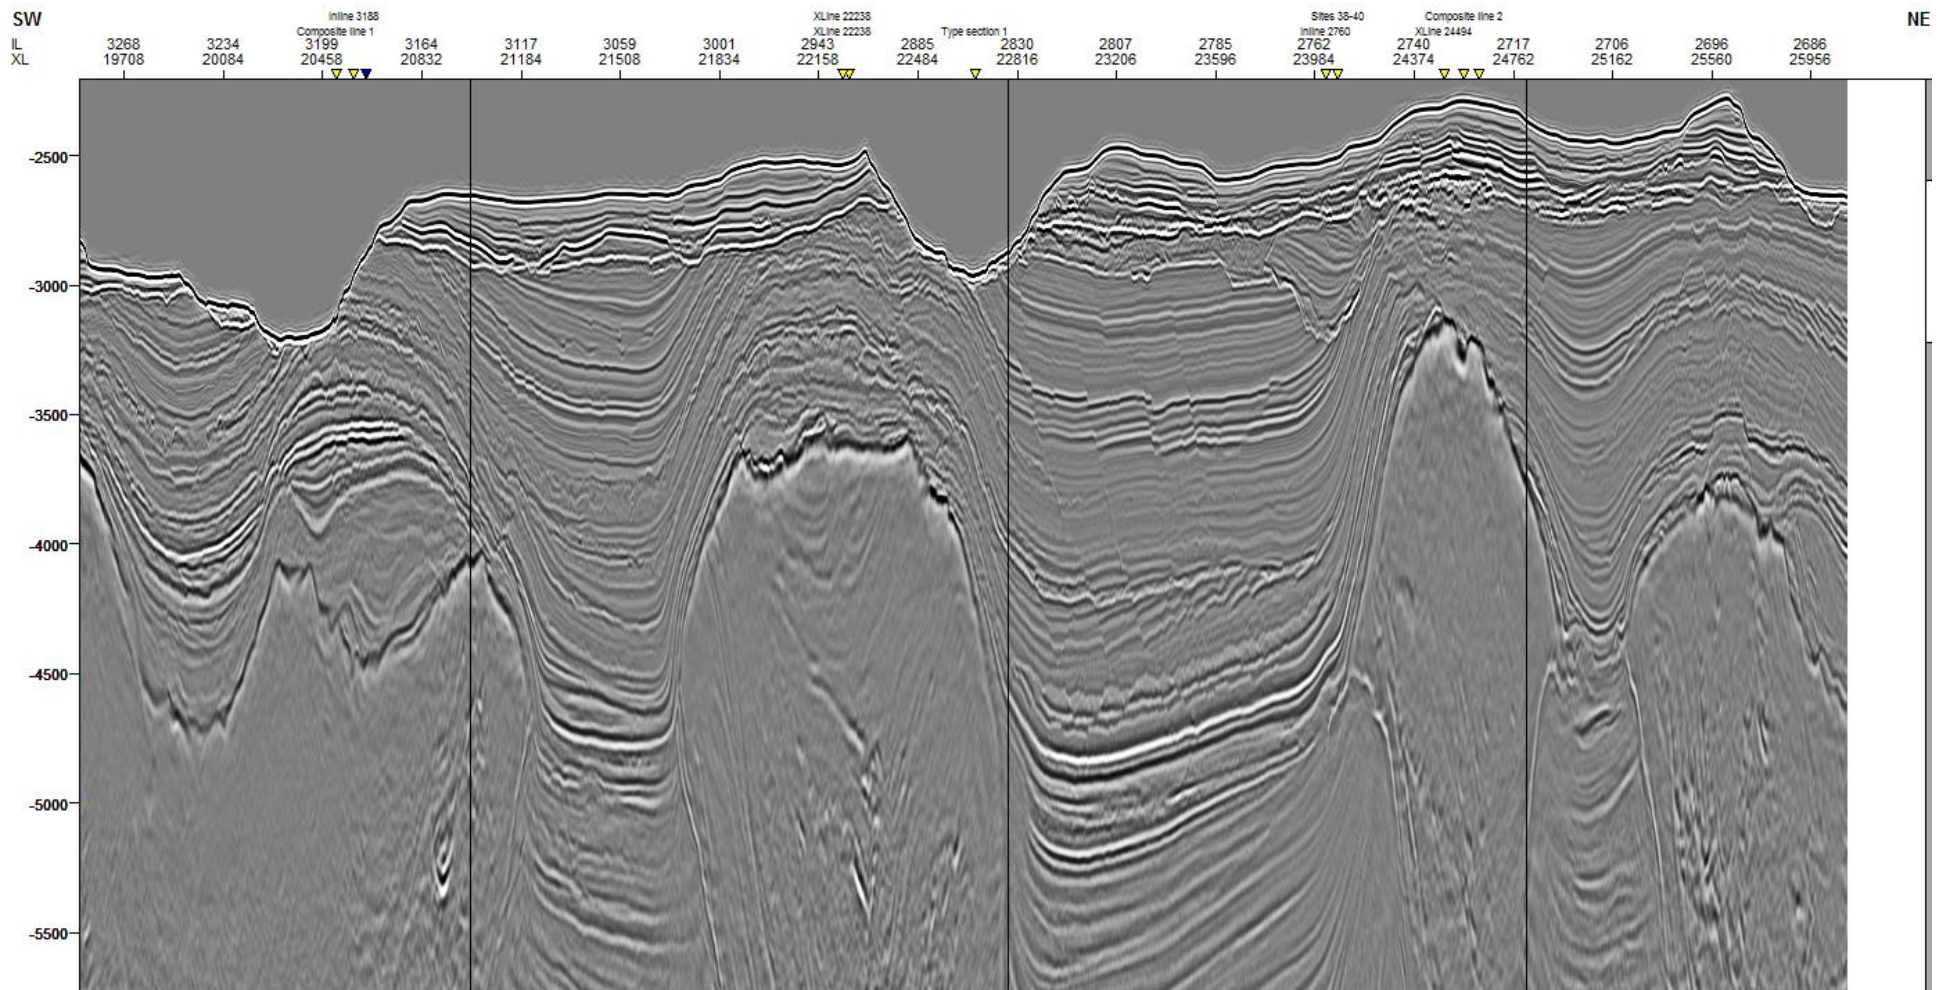 SW NE
Inline 3188 XLine 22238 Sites 38-40 Composite line 2
Composite line 1 XLine 22238 Type section 1 Inline 2760 XLine 24494
IL 3268 3234 3199 3164 3117 3059 3001 2943 2885 2830 2807 2785 2762 2740 2717 2706 2696 2686
XL 19708 20084 20458 20832 21184 21508 21834 22158 22484 22816 23206 23596 23984 24374 24762 25162 25560 25956
-2500
-3000
-3500
-4000
-4500
-5000
-5500